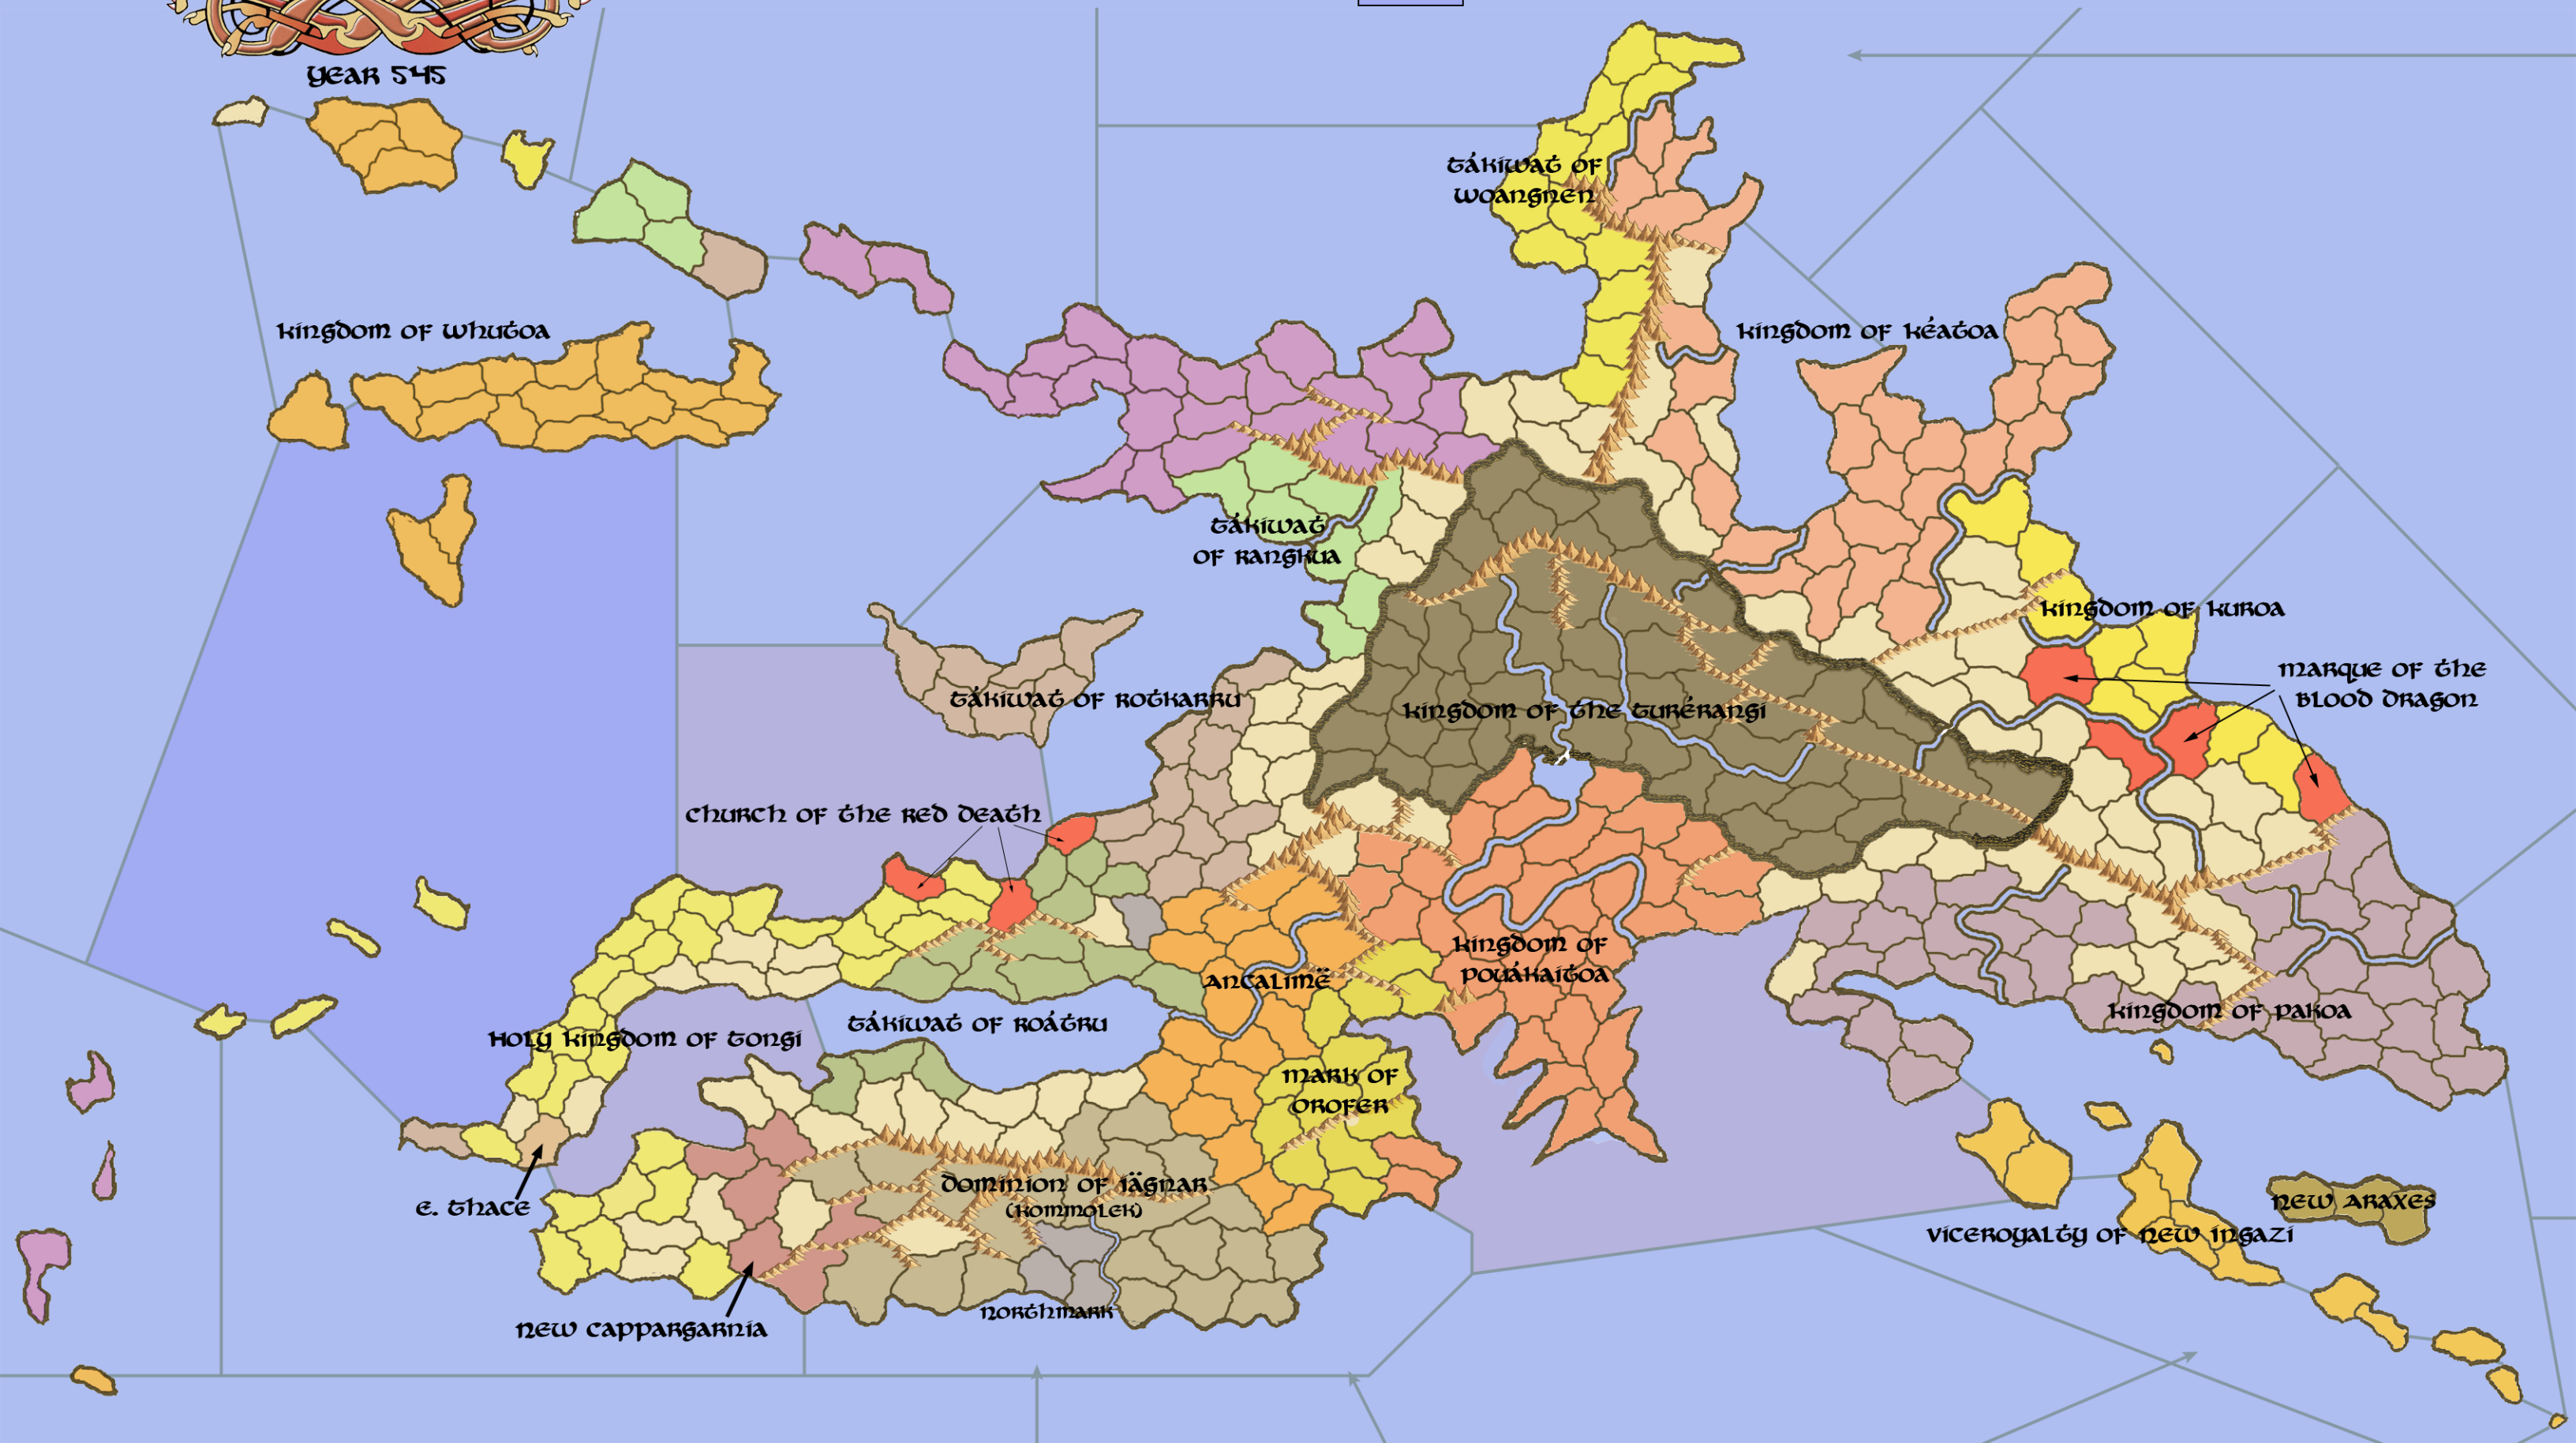 YEAR 545
TÁKIWAT OF
WOANGNEN
KINGDOM OF WHUTOA
KINGDOM OF KÉATOA
TÁKIWAT
OF RANGKUA
KINGDOM OF KUROA
MARQUE OF THE
BLOOD DRAGON
TÁKIWAT OF ROTKARRU
KINGDOM OF THE TURÉRANGI
CHURCH OF THE RED DEATH
KINGDOM OF
POUÁKAITOA
ANCALIMË
KINGDOM OF PAKOA
TÁKIWAT OF ROÁTRU
HOLY KINGDOM OF TONGI
MARK OF
OROFER
DOMINION OF IÄGNAR
(KOMMOLEK)
E. THACE
NEW ARAXES
VICEROYALTY OF NEW INGAZI
NORTHMARK
NEW CAPPARGARNIA